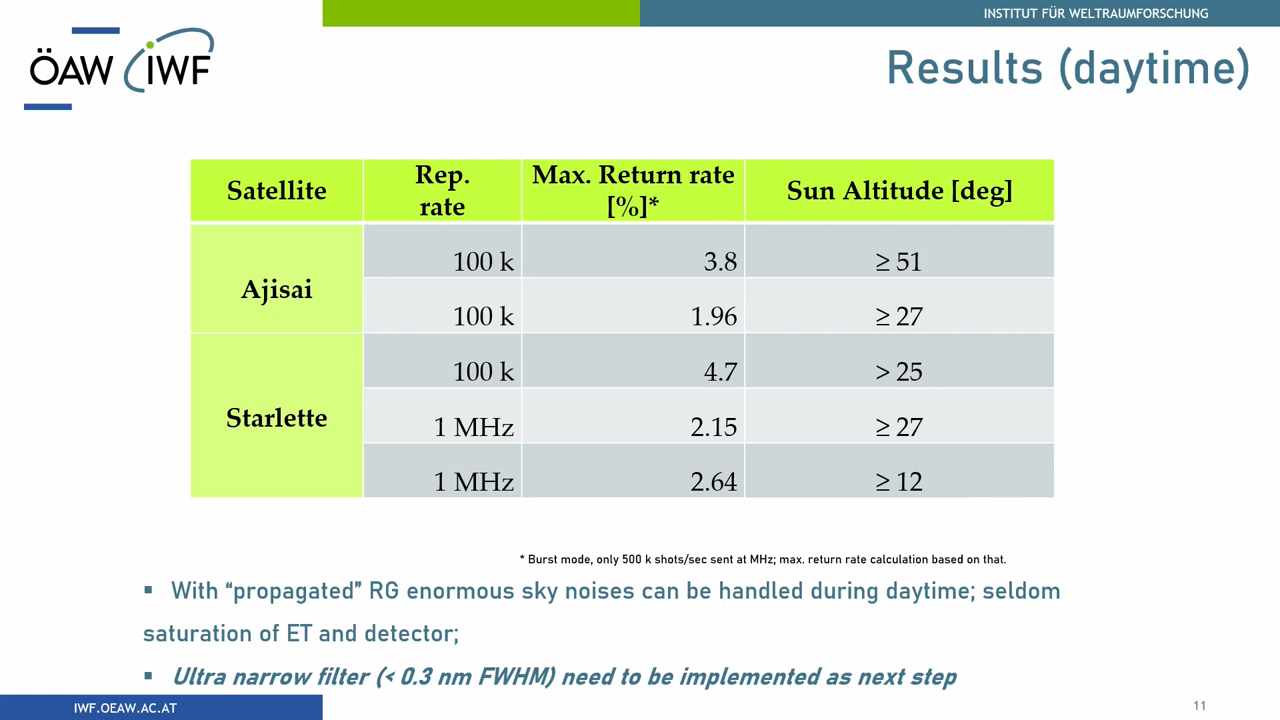 INSTITUT FÜR WELTRAUMFORSCHUNG
ÖAW IWF
Results (daytime)
Satellite
Rep.
rate
Max. Return rate
[%]*
Sun Altitude [deg]
Ajisai
100 k
3.8
≥ 51
100 k
1.96
≥ 27
Starlette
100 k
4.7
> 25
1 MHz
2.15
≥ 27
1 MHz
2.64
≥ 12
* Burst mode, only 500 k shots/sec sent at MHz; max. return rate calculation based on that.
▪ With “propagated” RG enormous sky noises can be handled during daytime; seldom
saturation of ET and detector;
▪ Ultra narrow filter (< 0.3 nm FWHM) need to be implemented as next step
IWF.OEAW.AC.AT
11